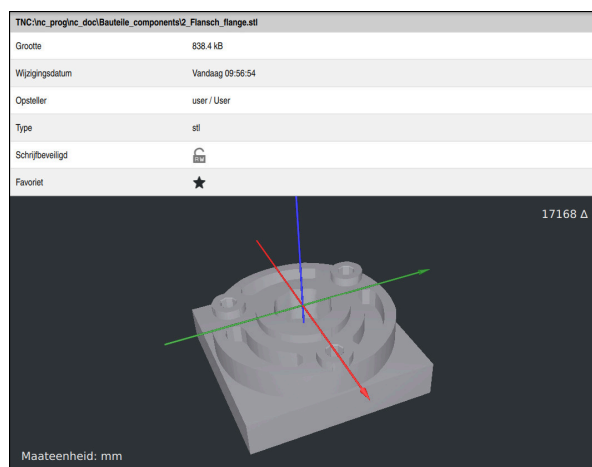 TNC:\nc_prog\nc_doc\Bauteile_components\2_Flansch_flange.stl
Grootte 838.4 kB
Wijzigingsdatum Vandaag 09:56:54
Opsteller user / User
Type stl
Schrijfbeveiligd RW
Favoriet
17168 Δ
Maateenheid: mm